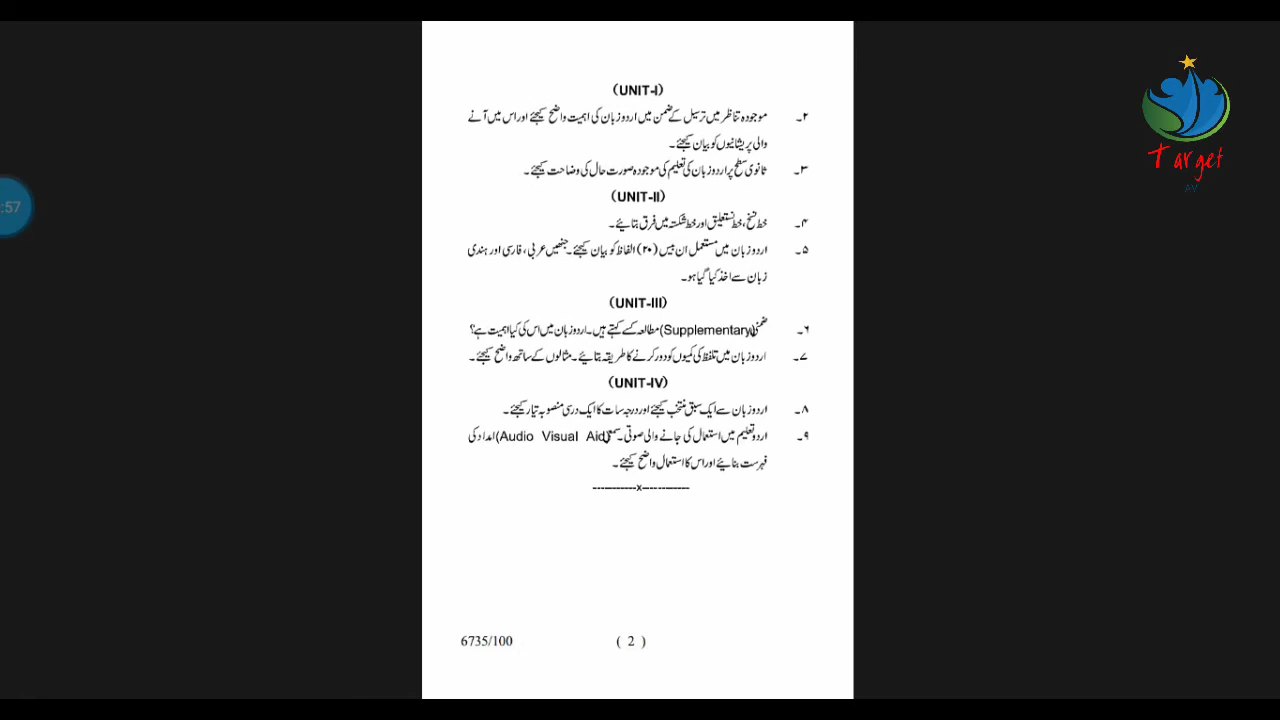 (UNIT-I)
۲۔ موجودہ تناظر میں ترسیل کے ضمن میں اردو زبان کی اہمیت واضح کیجئے اور اس میں آنے
والی پریشانیوں کو بیان کیجئے۔
۳۔ ثانوی سطح پر اردو زبان کی تعلیم کی موجودہ صورت حال کی وضاحت کیجئے۔
(UNIT-II)
۴۔ خط نسخ، خط نستعلیق اور خط شکستہ میں فرق بتائیے۔
۵۔ اردو زبان میں مستعمل ان بیس (۲۰) الفاظ کو بیان کیجئے۔ جنھیں عربی، فارسی اور ہندی
زبان سے اخذ کیا گیا ہو۔
(UNIT-III)
۶۔ ضمنی (Supplementary) مطالعہ کسے کہتے ہیں۔ اردو زبان میں اس کی کیا اہمیت ہے؟
۷۔ اردو زبان میں تلفظ کی کمیوں کو دور کرنے کا طریقہ بتائیے۔ مثالوں کے ساتھ واضح کیجئے۔
(UNIT-IV)
۸۔ اردو زبان سے ایک سبق منتخب کیجئے اور درجہ سات کا ایک درسی منصوبہ تیار کیجئے۔
۹۔ اردو تعلیم میں استعمال کی جانے والی صوتی۔ سمعی (Audio Visual Aid) امداد کی
فہرست بنائیے اور اس کا استعمال واضح کیجئے۔
-----------x------------
6735/100 ( 2 )
Target
:57